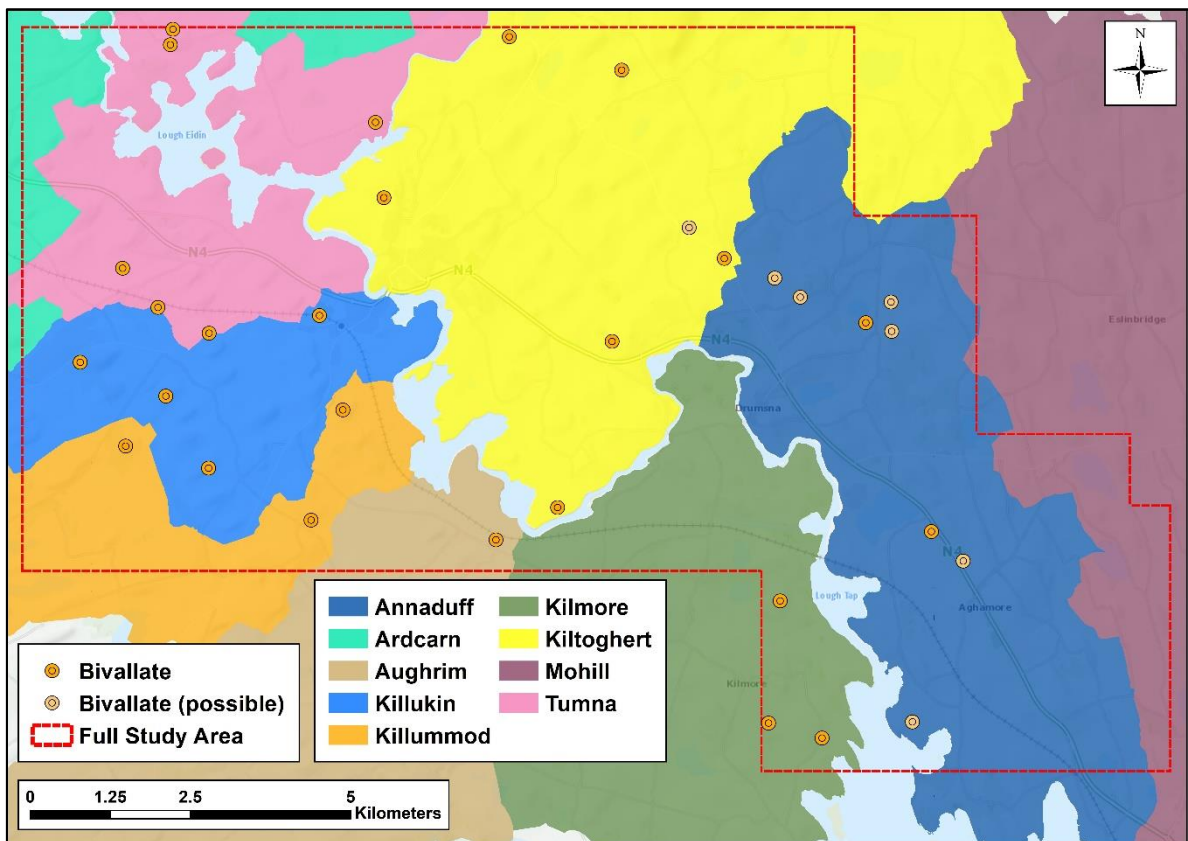 N
Lough Eidin
N4
N4
Eslinbridge
N4
Drumsna
N4
Lough Tap
Aghamore
Kilmore
Bivallate
Bivallate (possible)
Full Study Area
Annaduff
Ardcarn
Aughrim
Killukin
Killummod
Kilmore
Kiltoghert
Mohill
Tumna
0 1.25 2.5 5
Kilometers